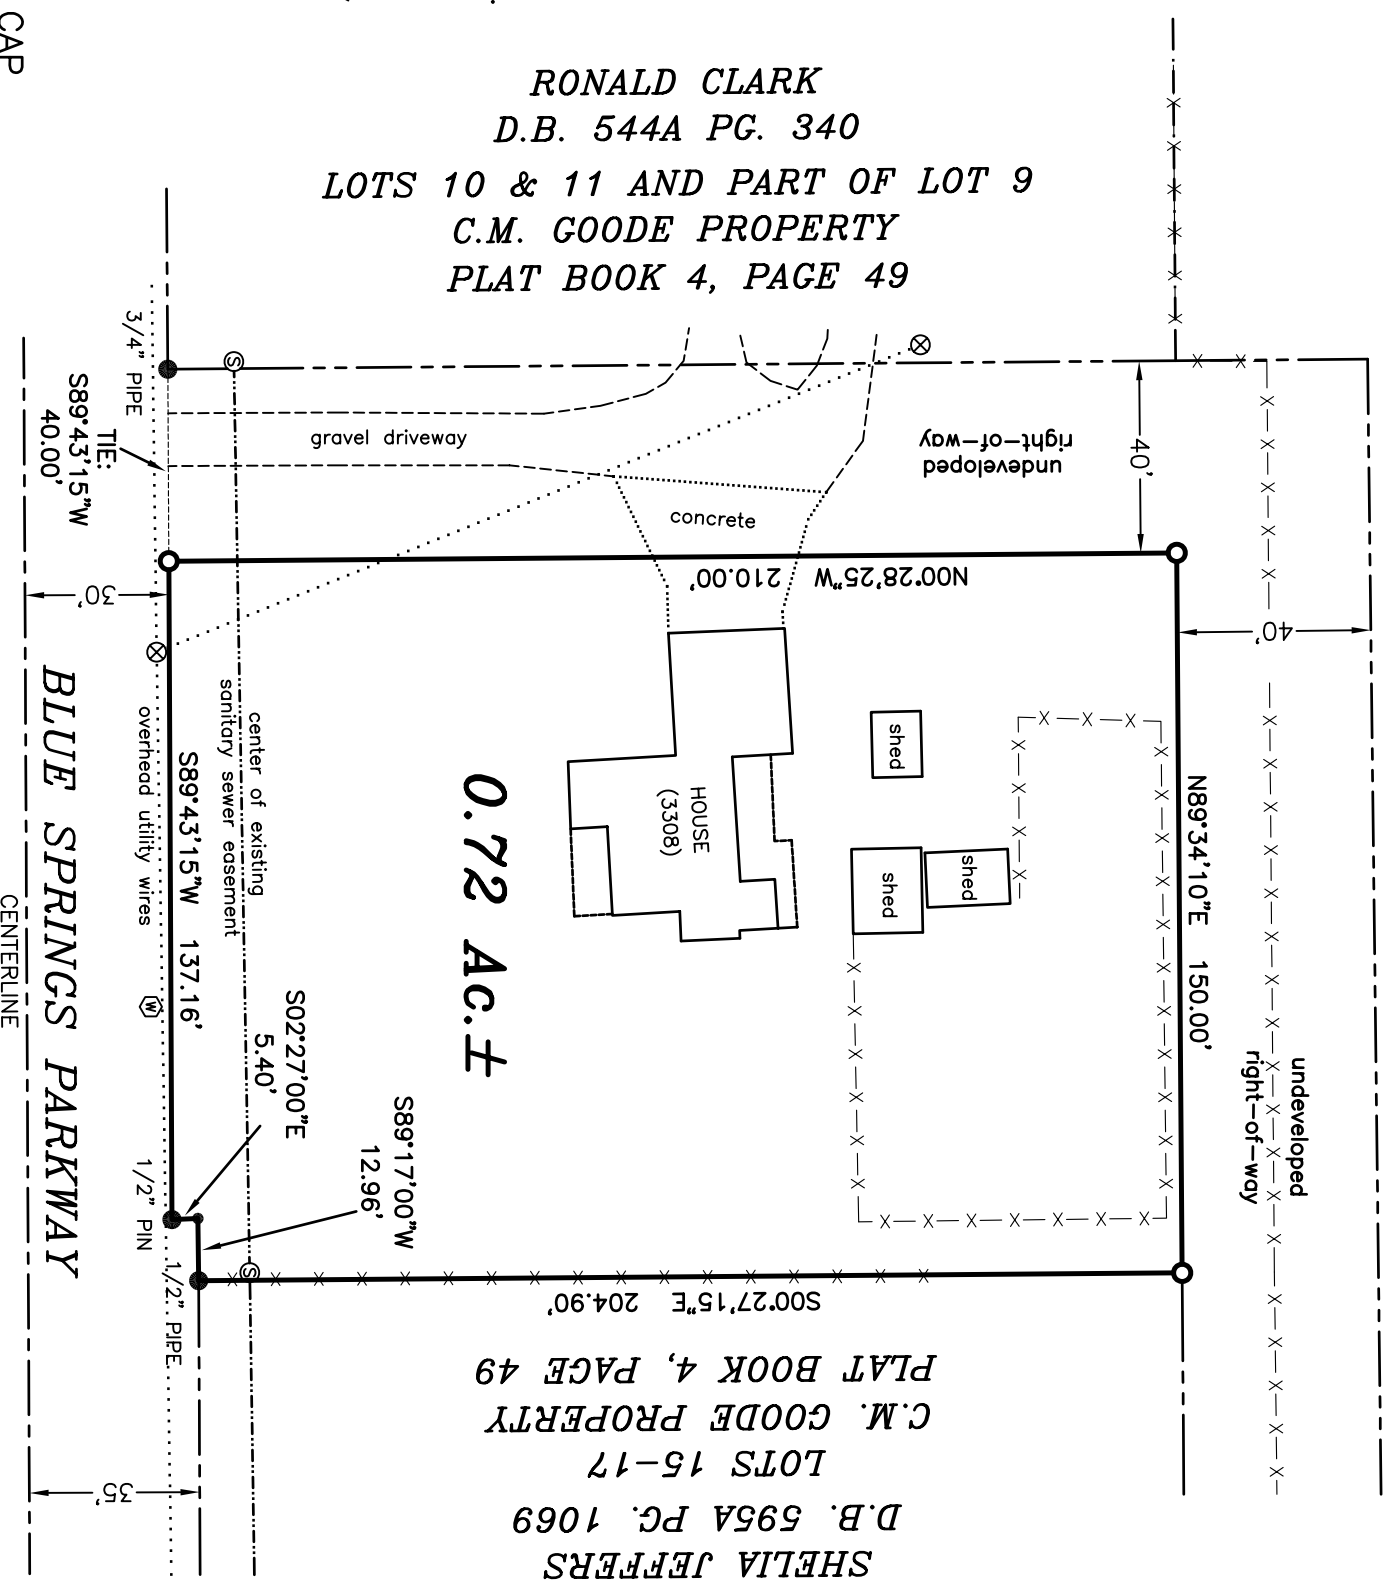 CAP
RONALD CLARK
D.B. 544A PG. 340
LOTS 10 & 11 AND PART OF LOT 9
C.M. GOODE PROPERTY
PLAT BOOK 4, PAGE 49
3/4" PIPE
TIE:
S89°43'15"W
40.00'
S
gravel driveway
undeveloped
right-of-way
40'
concrete
N00°28'25"W 210.00'
30'
40'
center of existing
sanitary sewer easement
overhead utility wires
S89°43'15"W 137.16'
W
BLUE SPRINGS PARKWAY
CENTERLINE
HOUSE
(3308)
shed
shed
shed
0.72 Ac.±
N89°34'10"E 150.00'
undeveloped
right-of-way
S02°27'00"E
5.40'
S89°17'00"W
12.96'
1/2" PIN
1/2" PIPE
S
S00°27'15"E 204.90'
35'
SHELIA JEFFERS
D.B. 595A PG. 1069
LOTS 15-17
C.M. GOODE PROPERTY
PLAT BOOK 4, PAGE 49